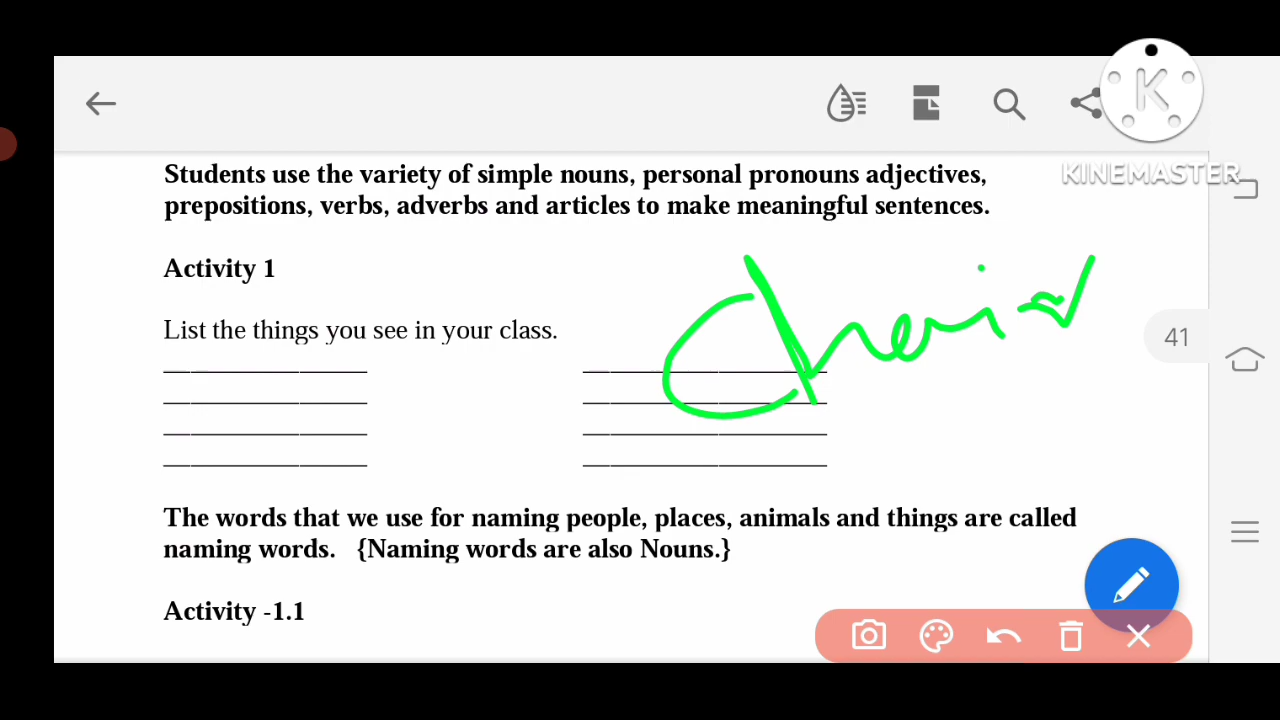 K
KINEMASTER
Students use the variety of simple nouns, personal pronouns adjectives,
prepositions, verbs, adverbs and articles to make meaningful sentences.
Activity 1
List the things you see in your class.
41
The words that we use for naming people, places, animals and things are called
naming words. {Naming words are also Nouns.}
Activity -1.1